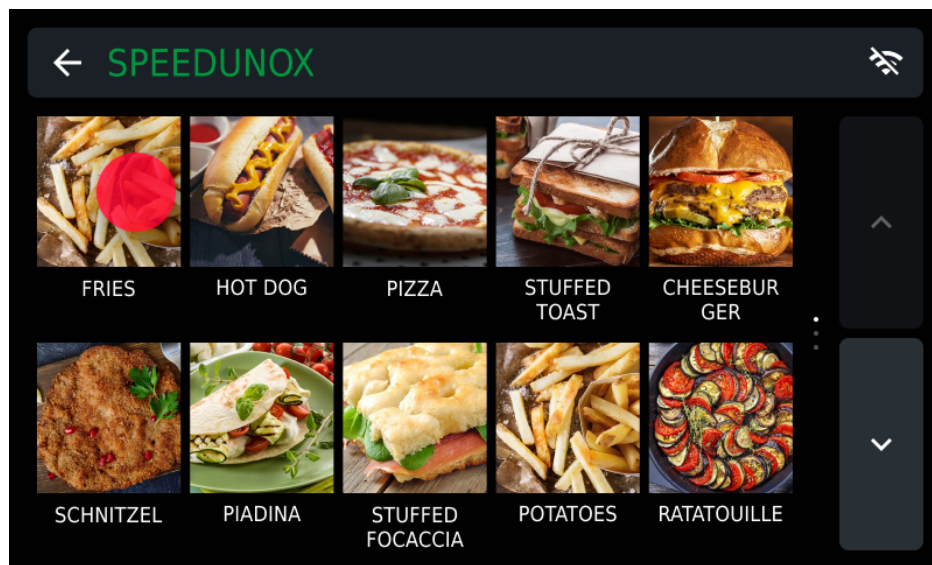 SPEEDUNOX
FRIES
HOT DOG
PIZZA
STUFFED
TOAST
CHEESEBUR
GER
SCHNITZEL
PIADINA
STUFFED
FOCACCIA
POTATOES
RATATOUILLE